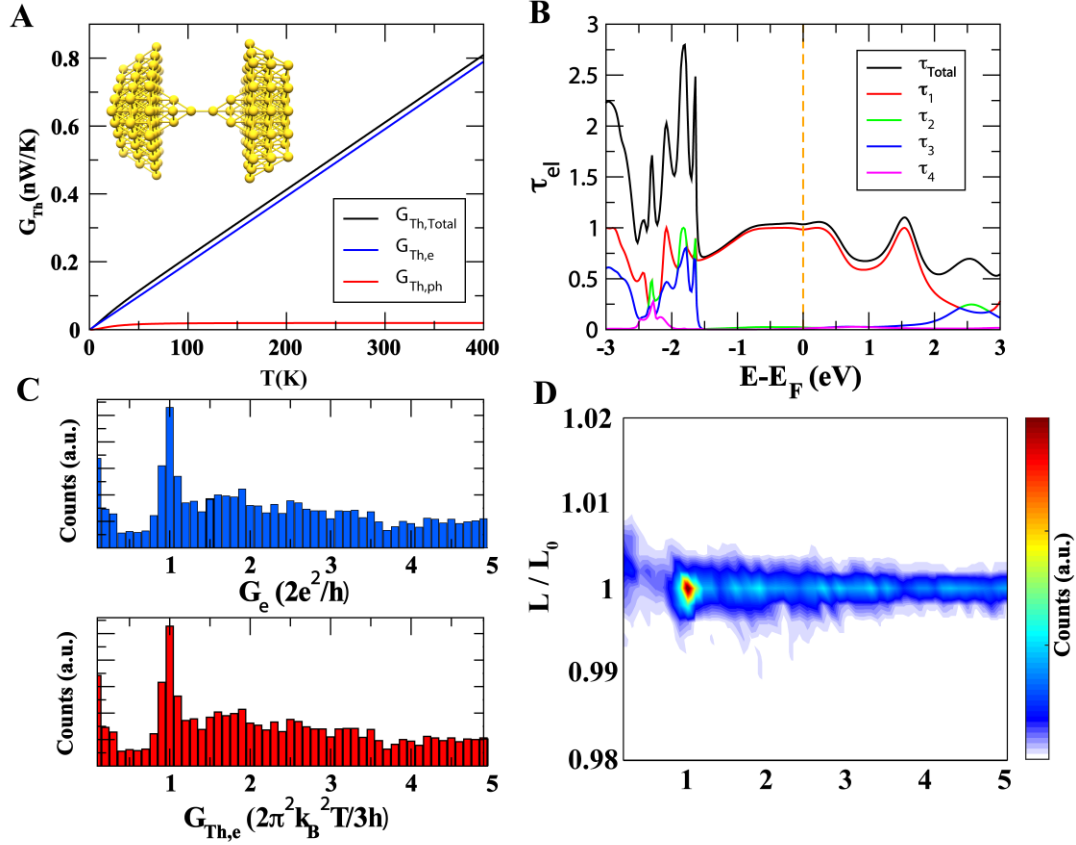 A
G_Th(nW/K)
0.8
0.6
0.4
0.2
0
0 100 200 300 400
T(K)
G_Th,Total
G_Th,e
G_Th,ph
B
τ_el
3
2.5
2
1.5
1
0.5
0
-3 -2 -1 0 1 2 3
E-E_F (eV)
τ_Total
τ_1
τ_2
τ_3
τ_4
C
Counts (a.u.)
1 2 3 4 5
G_e (2e^2/h)
Counts (a.u.)
1 2 3 4 5
G_Th,e (2π^2k_B^2T/3h)
D
L / L_0
1.02
1.01
1
0.99
0.98
1 2 3 4 5
Counts (a.u.)